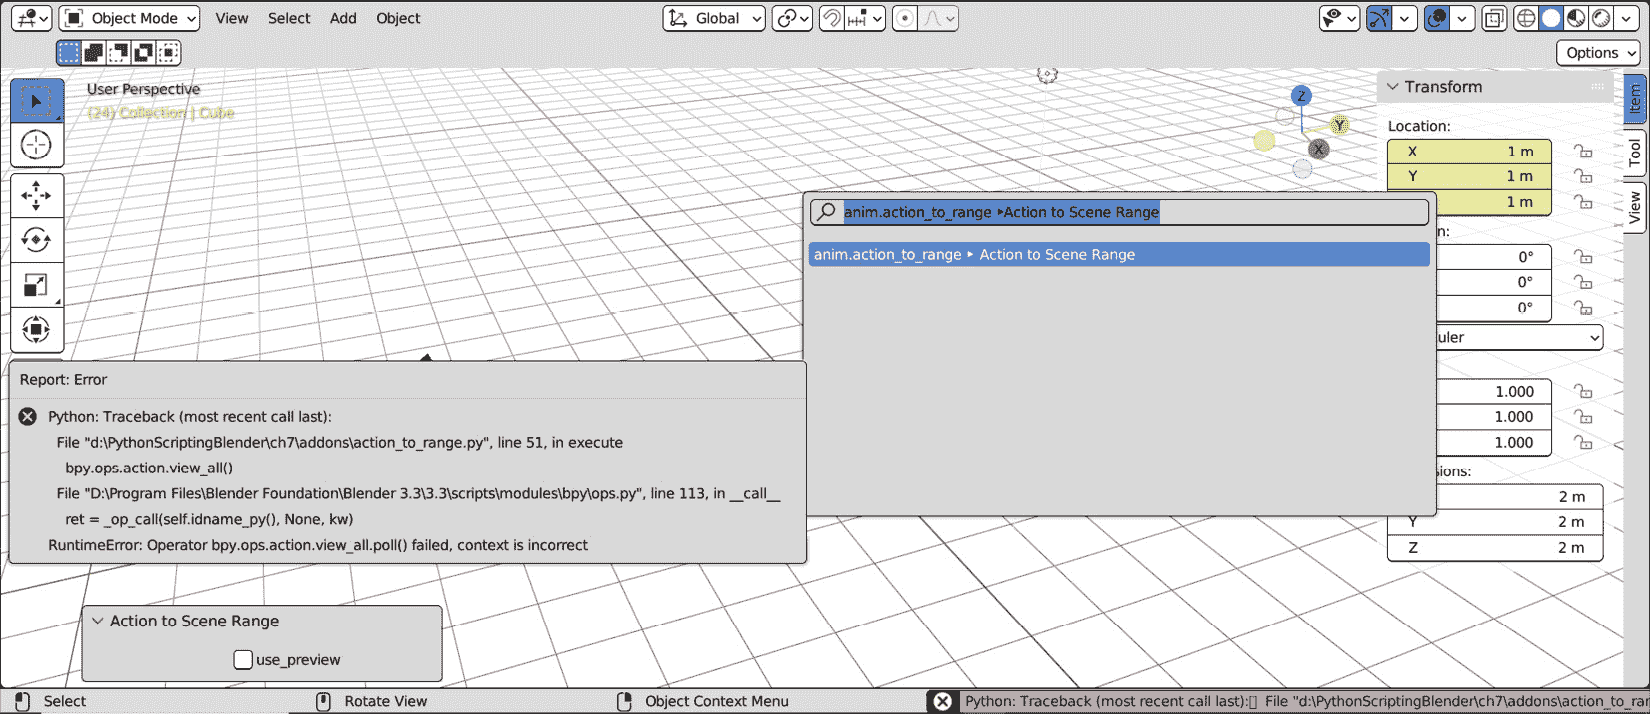 Object Mode View Select Add Object Global
Options
User Perspective
(24) Collection | Cube
Z
Y
X
Transform
Location:
X 1 m
Y 1 m
1 m
n:
0°
0°
0°
uler
1.000
1.000
1.000
sions:
2 m
Y 2 m
Z 2 m
Item
Tool
View
anim.action_to_range ▸Action to Scene Range
anim.action_to_range ▸ Action to Scene Range
Report: Error
Python: Traceback (most recent call last):
File "d:\PythonScriptingBlender\ch7\addons\action_to_range.py", line 51, in execute
bpy.ops.action.view_all()
File "D:\Program Files\Blender Foundation\Blender 3.3\3.3\scripts\modules\bpy\ops.py", line 113, in __call__
ret = _op_call(self.idname_py(), None, kw)
RuntimeError: Operator bpy.ops.action.view_all.poll() failed, context is incorrect
Action to Scene Range
use_preview
Select Rotate View Object Context Menu Python: Traceback (most recent call last):▯ File "d:\PythonScriptingBlender\ch7\addons\action_to_ra